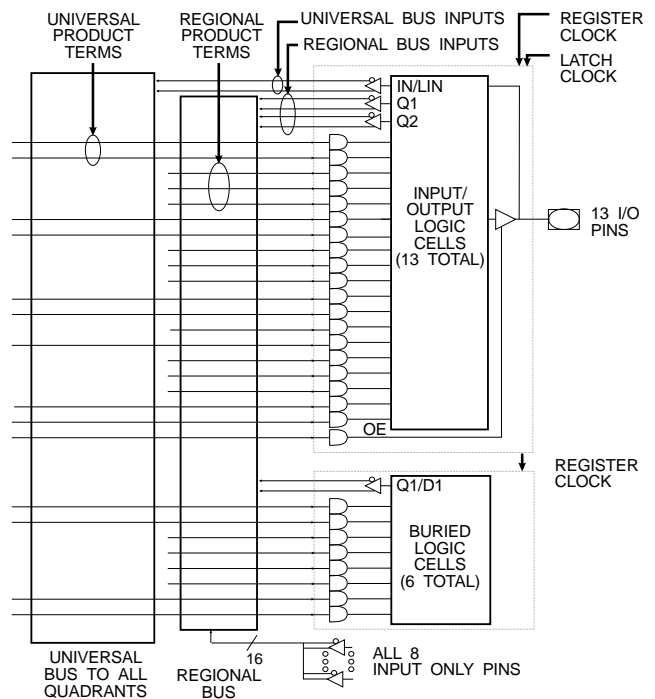 UNIVERSAL
PRODUCT
TERMS
REGIONAL
PRODUCT
TERMS
UNIVERSAL BUS INPUTS
REGIONAL BUS INPUTS
REGISTER
CLOCK
LATCH
CLOCK
IN/LIN
Q1
Q2
INPUT/
OUTPUT
LOGIC
CELLS
(13 TOTAL)
13 I/O
PINS
OE
REGISTER
CLOCK
Q1/D1
BURIED
LOGIC
CELLS
(6 TOTAL)
UNIVERSAL
BUS TO ALL
QUADRANTS
REGIONAL
BUS
16
ALL 8
INPUT ONLY PINS